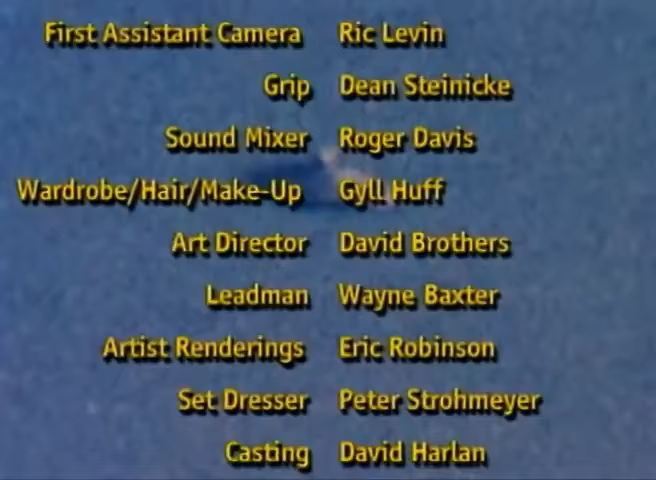 First Assistant Camera Ric Levin
Grip Dean Steinicke
Sound Mixer Roger Davis
Wardrobe/Hair/Make-Up Gyll Huff
Art Director David Brothers
Leadman Wayne Baxter
Artist Renderings Eric Robinson
Set Dresser Peter Strohmeyer
Casting David Harlan